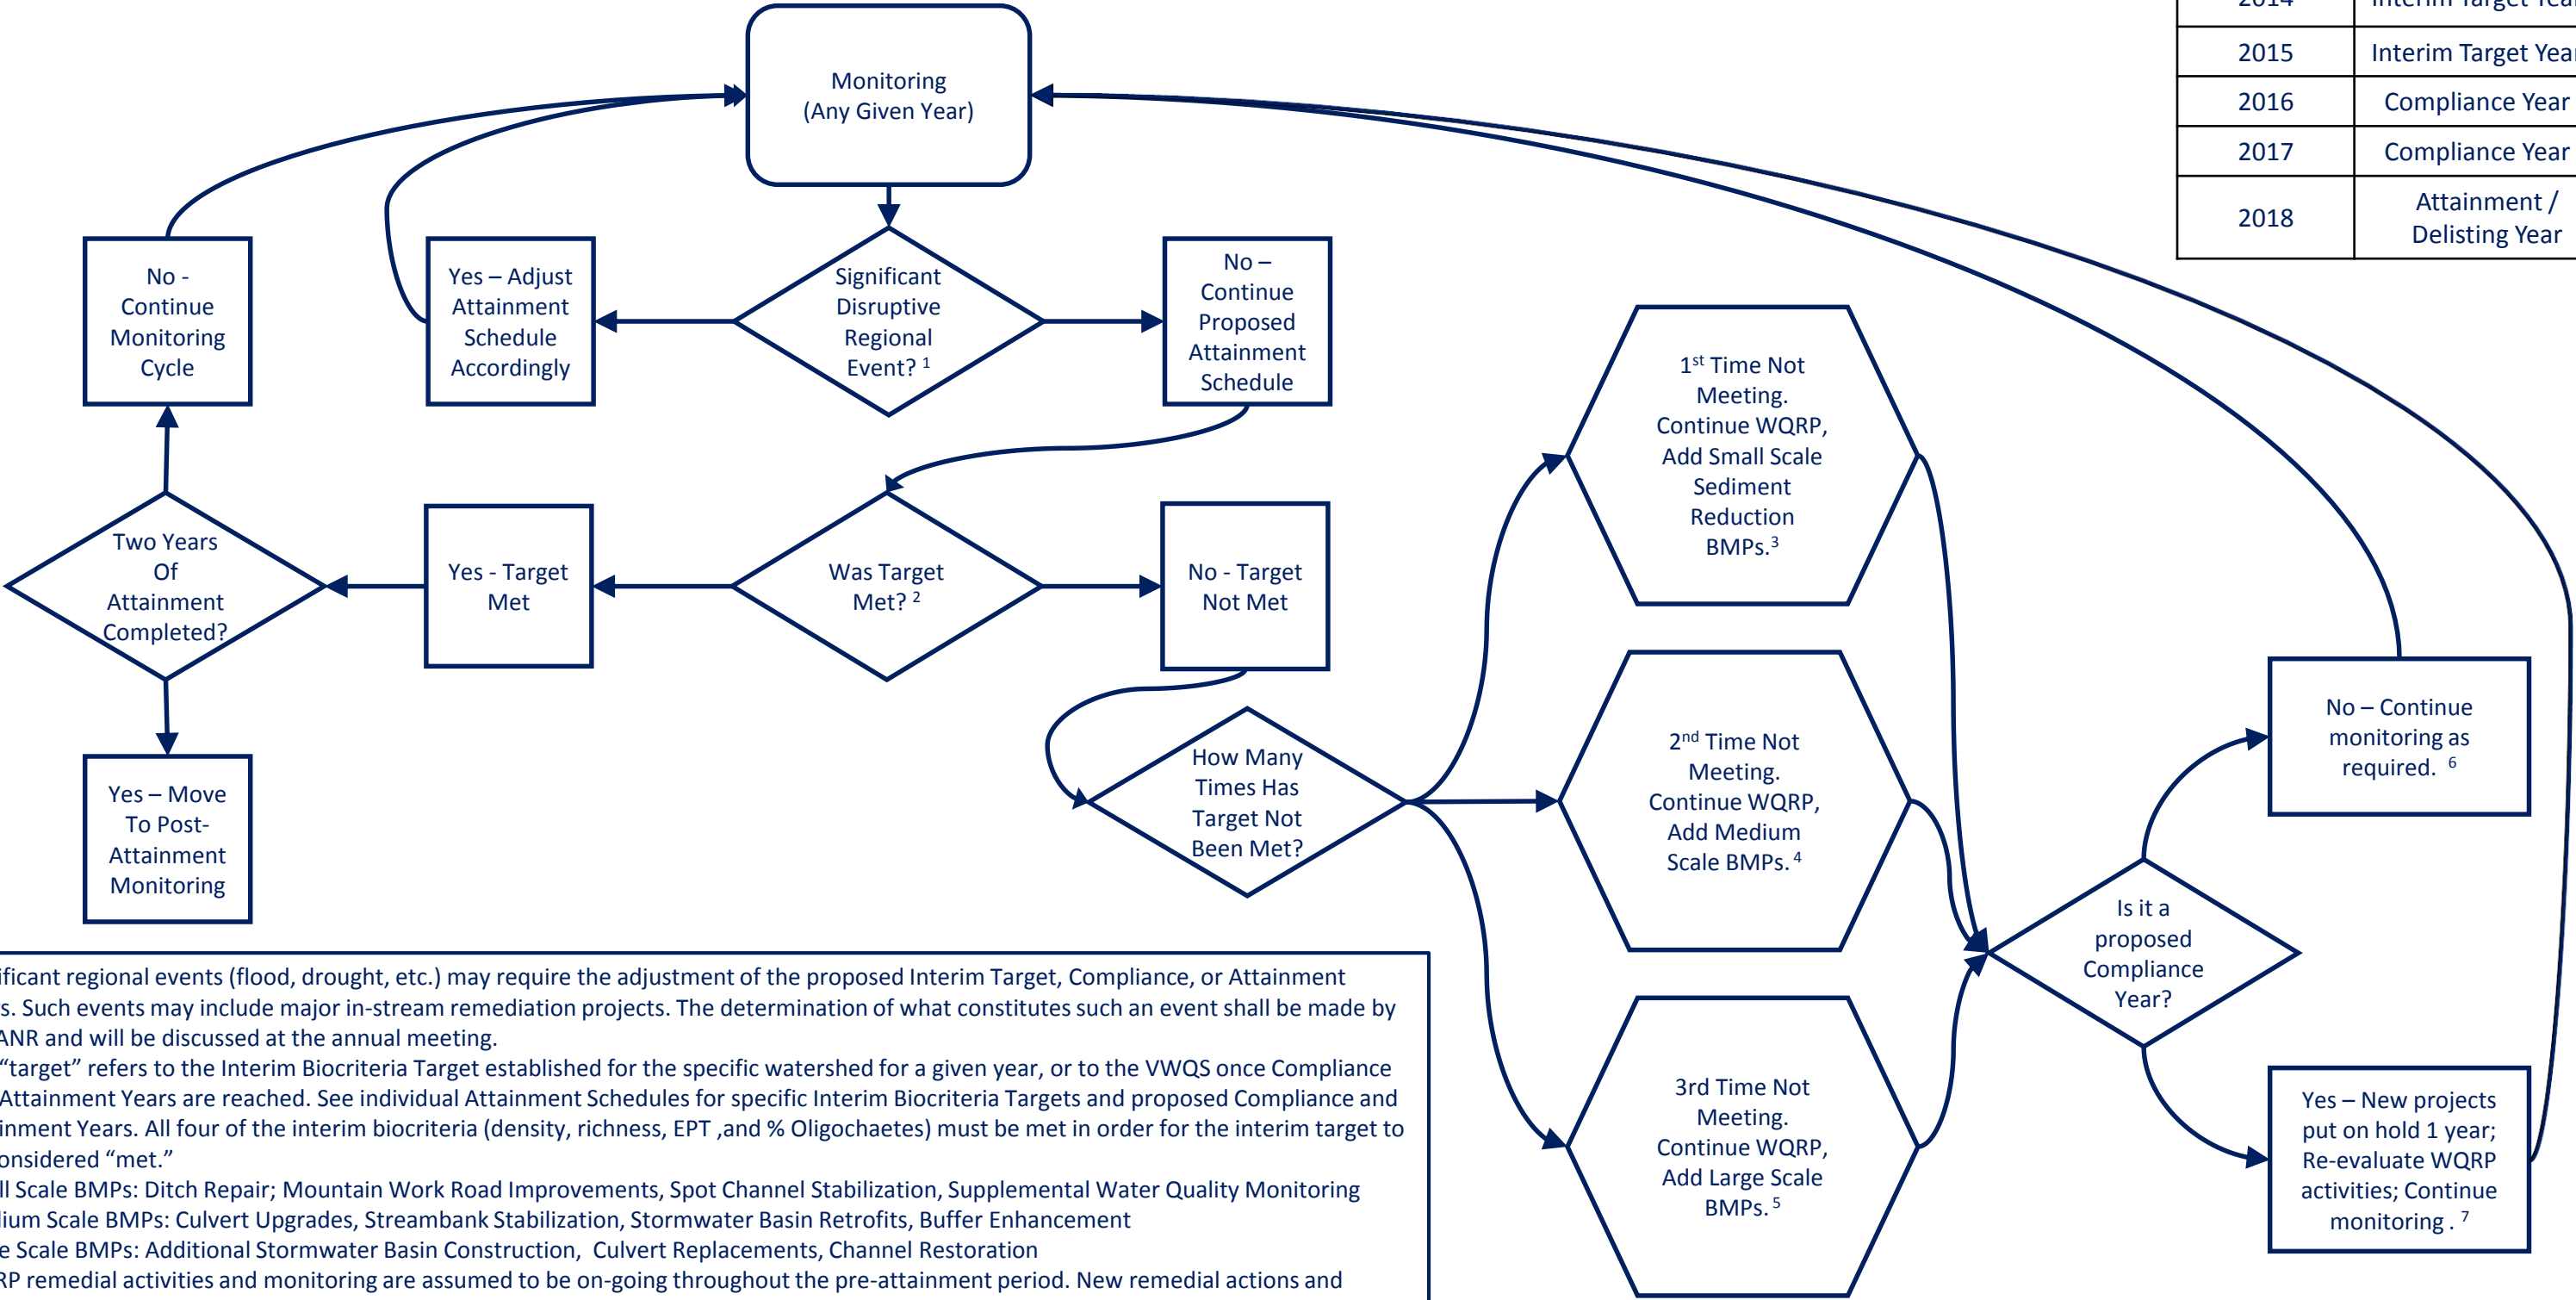 2014 Interim Target Year
2015 Interim Target Year
2016 Compliance Year
2017 Compliance Year
2018 Attainment /
Delisting Year
Monitoring
(Any Given Year)
No -
Continue
Monitoring
Cycle
Yes – Adjust
Attainment
Schedule
Accordingly
Significant
Disruptive
Regional
Event? 1
No –
Continue
Proposed
Attainment
Schedule
Two Years
Of
Attainment
Completed?
Yes - Target
Met
Was Target
Met? 2
No - Target
Not Met
Yes – Move
To Post-
Attainment
Monitoring
How Many
Times Has
Target Not
Been Met?
1st Time Not
Meeting.
Continue WQRP,
Add Small Scale
Sediment
Reduction
BMPs.3
2nd Time Not
Meeting.
Continue WQRP,
Add Medium
Scale BMPs. 4
3rd Time Not
Meeting.
Continue WQRP,
Add Large Scale
BMPs. 5
Is it a
proposed
Compliance
Year?
No – Continue
monitoring as
required. 6
Yes – New projects
put on hold 1 year;
Re-evaluate WQRP
activities; Continue
monitoring . 7
regional events (flood, drought, etc.) may require the adjustment of the proposed Interim Target, Compliance, or Attainment
Such events may include major in-stream remediation projects. The determination of what constitutes such an event shall be made by
ANR and will be discussed at the annual meeting.
“target” refers to the Interim Biocriteria Target established for the specific watershed for a given year, or to the VWQS once Compliance
Attainment Years are reached. See individual Attainment Schedules for specific Interim Biocriteria Targets and proposed Compliance and
Years. All four of the interim biocriteria (density, richness, EPT ,and % Oligochaetes) must be met in order for the interim target to
“met.”
Scale BMPs: Ditch Repair; Mountain Work Road Improvements, Spot Channel Stabilization, Supplemental Water Quality Monitoring
Scale BMPs: Culvert Upgrades, Streambank Stabilization, Stormwater Basin Retrofits, Buffer Enhancement
Scale BMPs: Additional Stormwater Basin Construction, Culvert Replacements, Channel Restoration
remedial activities and monitoring are assumed to be on-going throughout the pre-attainment period. New remedial actions and